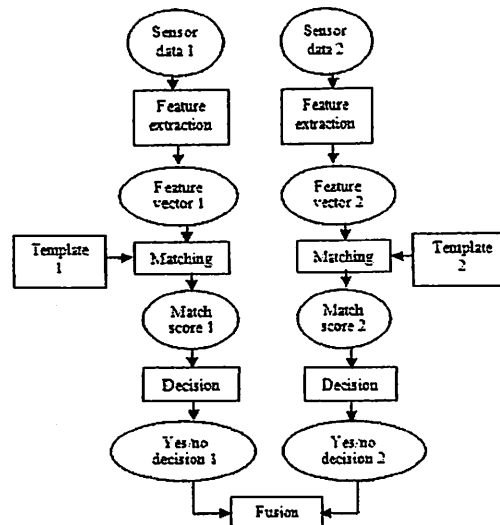 Sensor
data 1
Sensor
data 2
Feature
extraction
Feature
extraction
Feature
vector 1
Feature
vector 2
Template
1
Matching
Matching
Template
2
Match
score 1
Match
score 2
Decision
Decision
Yes/no
decision 1
Yes/no
decision 2
Fusion